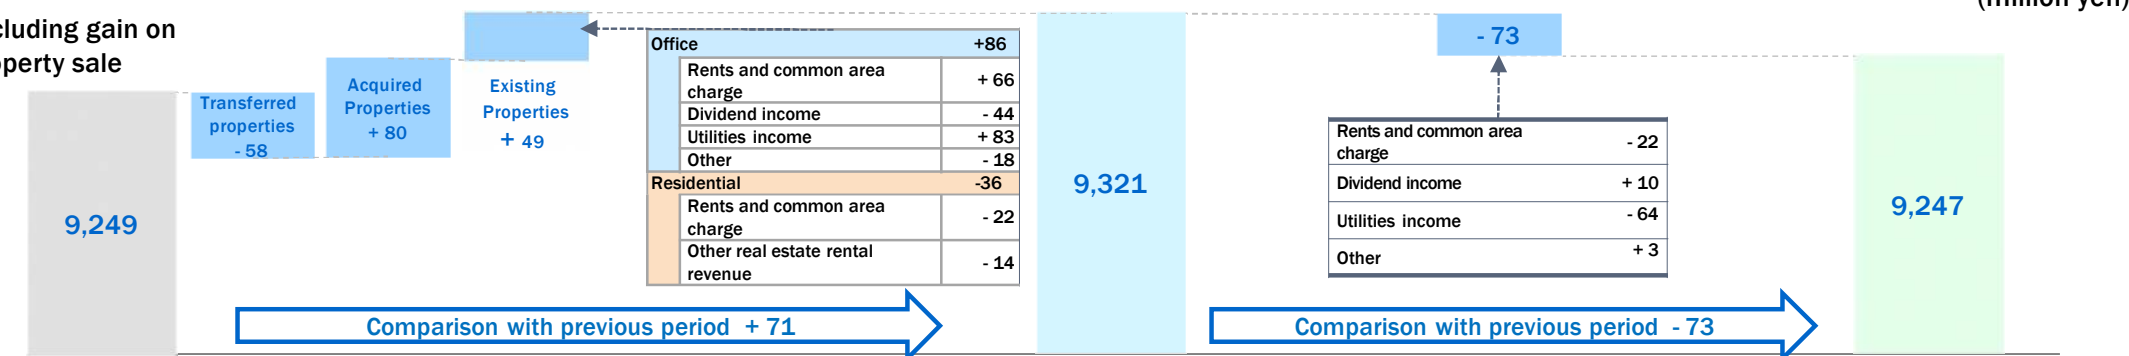 (million yen)
cluding gain on
perty sale
9,249
Transferred
properties
- 58
Acquired
Properties
+ 80
Existing
Properties
+ 49
Office +86
Rents and common area
charge + 66
Dividend income - 44
Utilities income + 83
Other - 18
Residential -36
Rents and common area
charge - 22
Other real estate rental
revenue - 14
Comparison with previous period + 71
9,321
- 73
Rents and common area
charge - 22
Dividend income + 10
Utilities income - 64
Other + 3
Comparison with previous period - 73
9,247